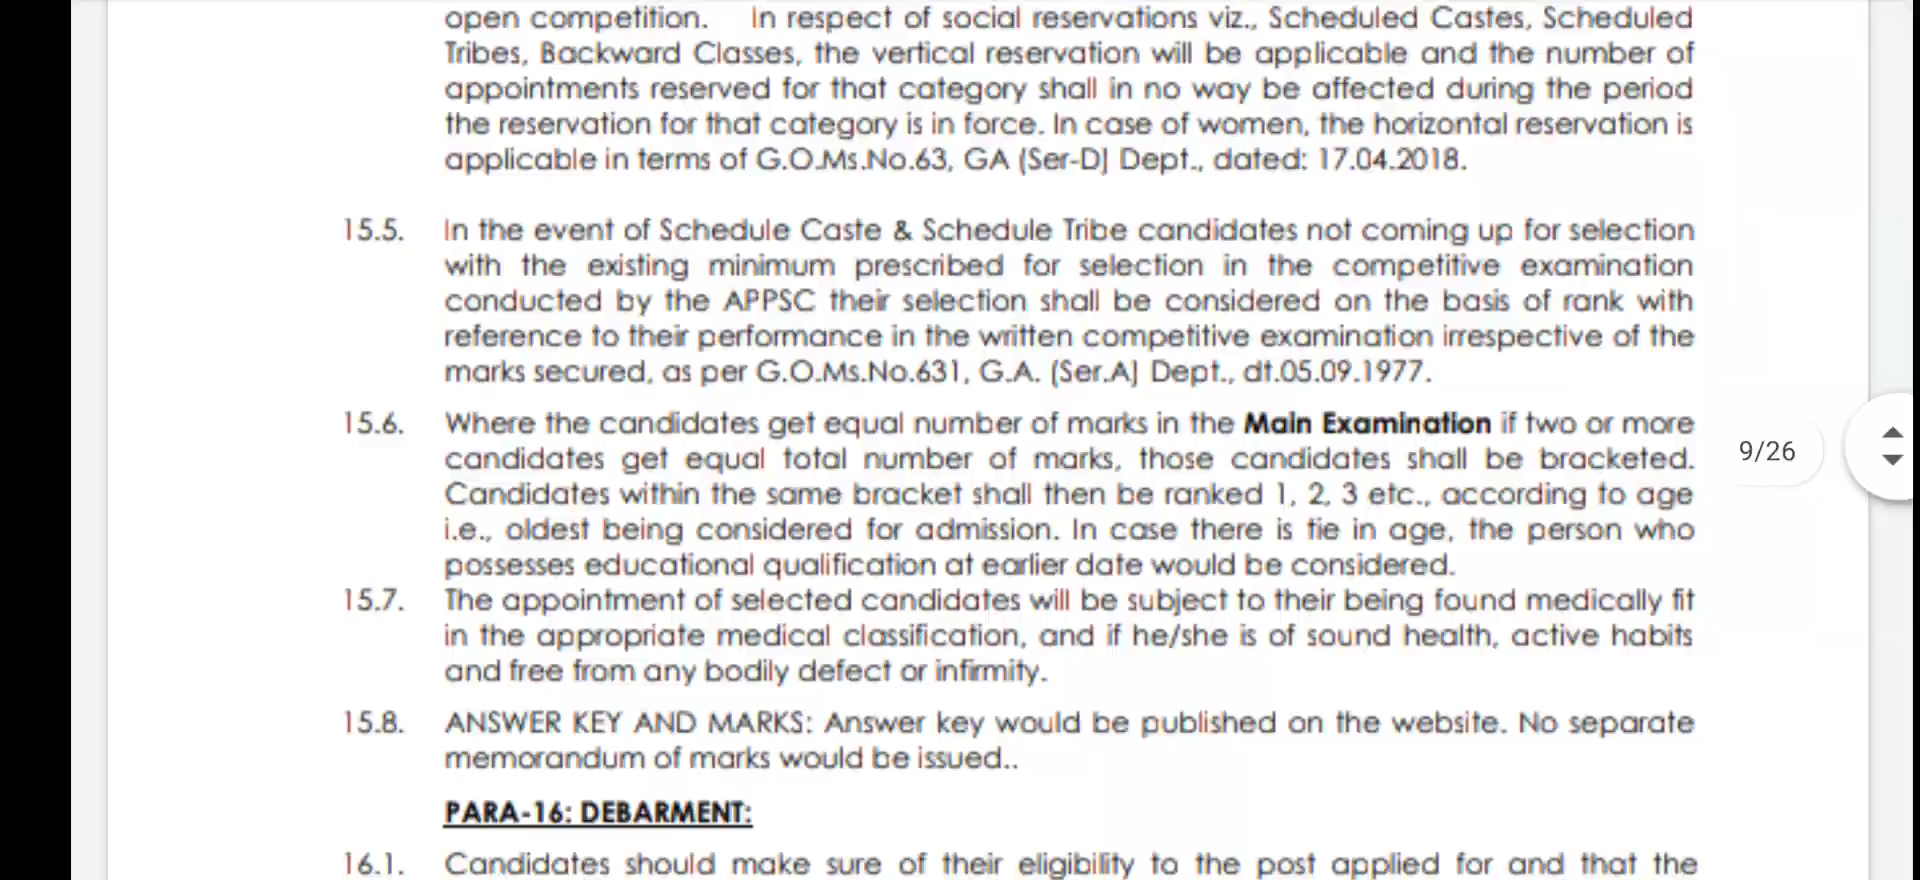 open competition. In respect of social reservations viz., Scheduled Castes, Scheduled
Tribes, Backward Classes, the vertical reservation will be applicable and the number of
appointments reserved for that category shall in no way be affected during the period
the reservation for that category is in force. In case of women, the horizontal reservation is
applicable in terms of G.O.Ms.No.63, GA (Ser-D) Dept., dated: 17.04.2018.
15.5. In the event of Schedule Caste & Schedule Tribe candidates not coming up for selection
with the existing minimum prescribed for selection in the competitive examination
conducted by the APPSC their selection shall be considered on the basis of rank with
reference to their performance in the written competitive examination irrespective of the
marks secured, as per G.O.Ms.No.631, G.A. (Ser.A) Dept., dt.05.09.1977.
15.6. Where the candidates get equal number of marks in the Main Examination if two or more
candidates get equal total number of marks, those candidates shall be bracketed.
Candidates within the same bracket shall then be ranked 1, 2, 3 etc., according to age
i.e., oldest being considered for admission. In case there is tie in age, the person who
possesses educational qualification at earlier date would be considered.
15.7. The appointment of selected candidates will be subject to their being found medically fit
in the appropriate medical classification, and if he/she is of sound health, active habits
and free from any bodily defect or infirmity.
15.8. ANSWER KEY AND MARKS: Answer key would be published on the website. No separate
memorandum of marks would be issued..
PARA-16: DEBARMENT:
16.1. Candidates should make sure of their eligibility to the post applied for and that the
9/26